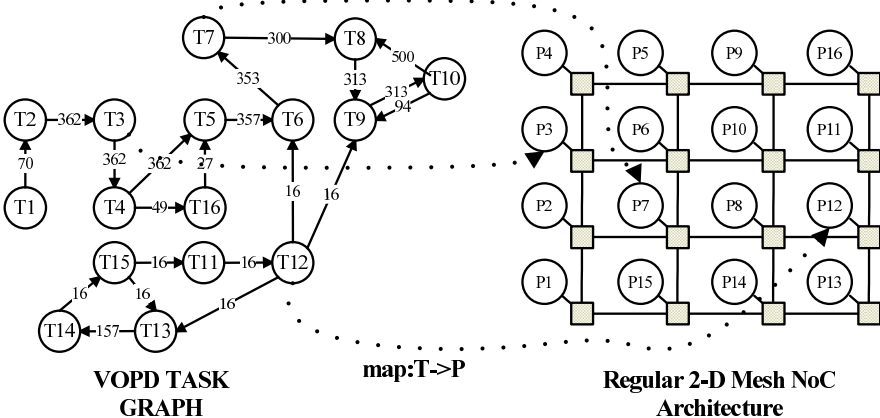 T7 300 T8
500
T10
353 313 313
94
T2 362 T3 T5 357 T6 T9
70 362 362 27
16 16
T1 T4 49 T16
T15 16 T11 16 T12
16 16 16
T14 157 T13
map:T->P
VOPD TASK
GRAPH
P4 P5 P9 P16
P3 P6 P10 P11
P2 P7 P8 P12
P1 P15 P14 P13
Regular 2-D Mesh NoC
Architecture